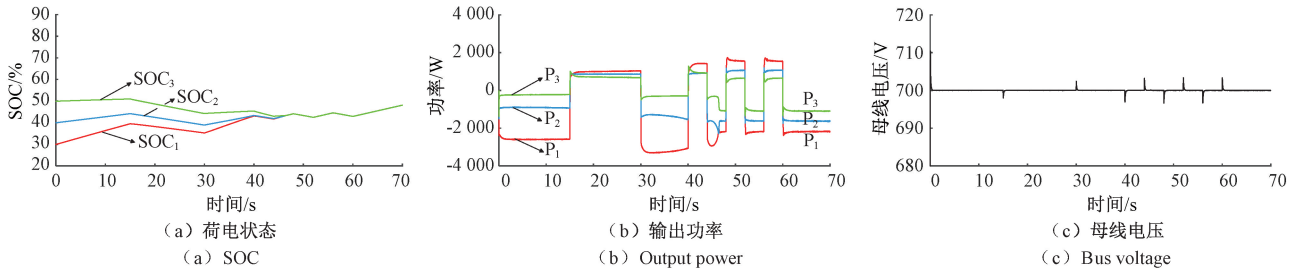 90
80
70
60
50
40
30
20
SOC/%
SOC₃
SOC₂
SOC₁
0 10 20 30 40 50 60 70
时间/s
(a)荷电状态
(a) SOC
4 000
2 000
0
-2 000
-4 000
功率/W
P₃
P₂
P₁
P₃
P₂
P₁
0 10 20 30 40 50 60 70
时间/s
(b)输出功率
(b) Output power
720
710
700
690
680
母线电压/V
0 10 20 30 40 50 60 70
时间/s
(c)母线电压
(c) Bus voltage